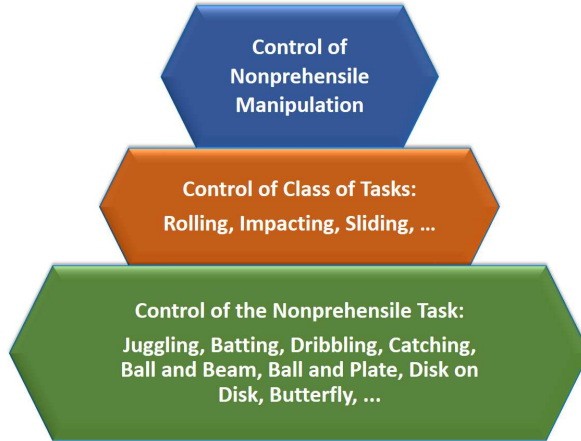 Control of
Nonprehensile
Manipulation
Control of Class of Tasks:
Rolling, Impacting, Sliding, ...
Control of the Nonprehensile Task:
Juggling, Batting, Dribbling, Catching,
Ball and Beam, Ball and Plate, Disk on
Disk, Butterfly, ...